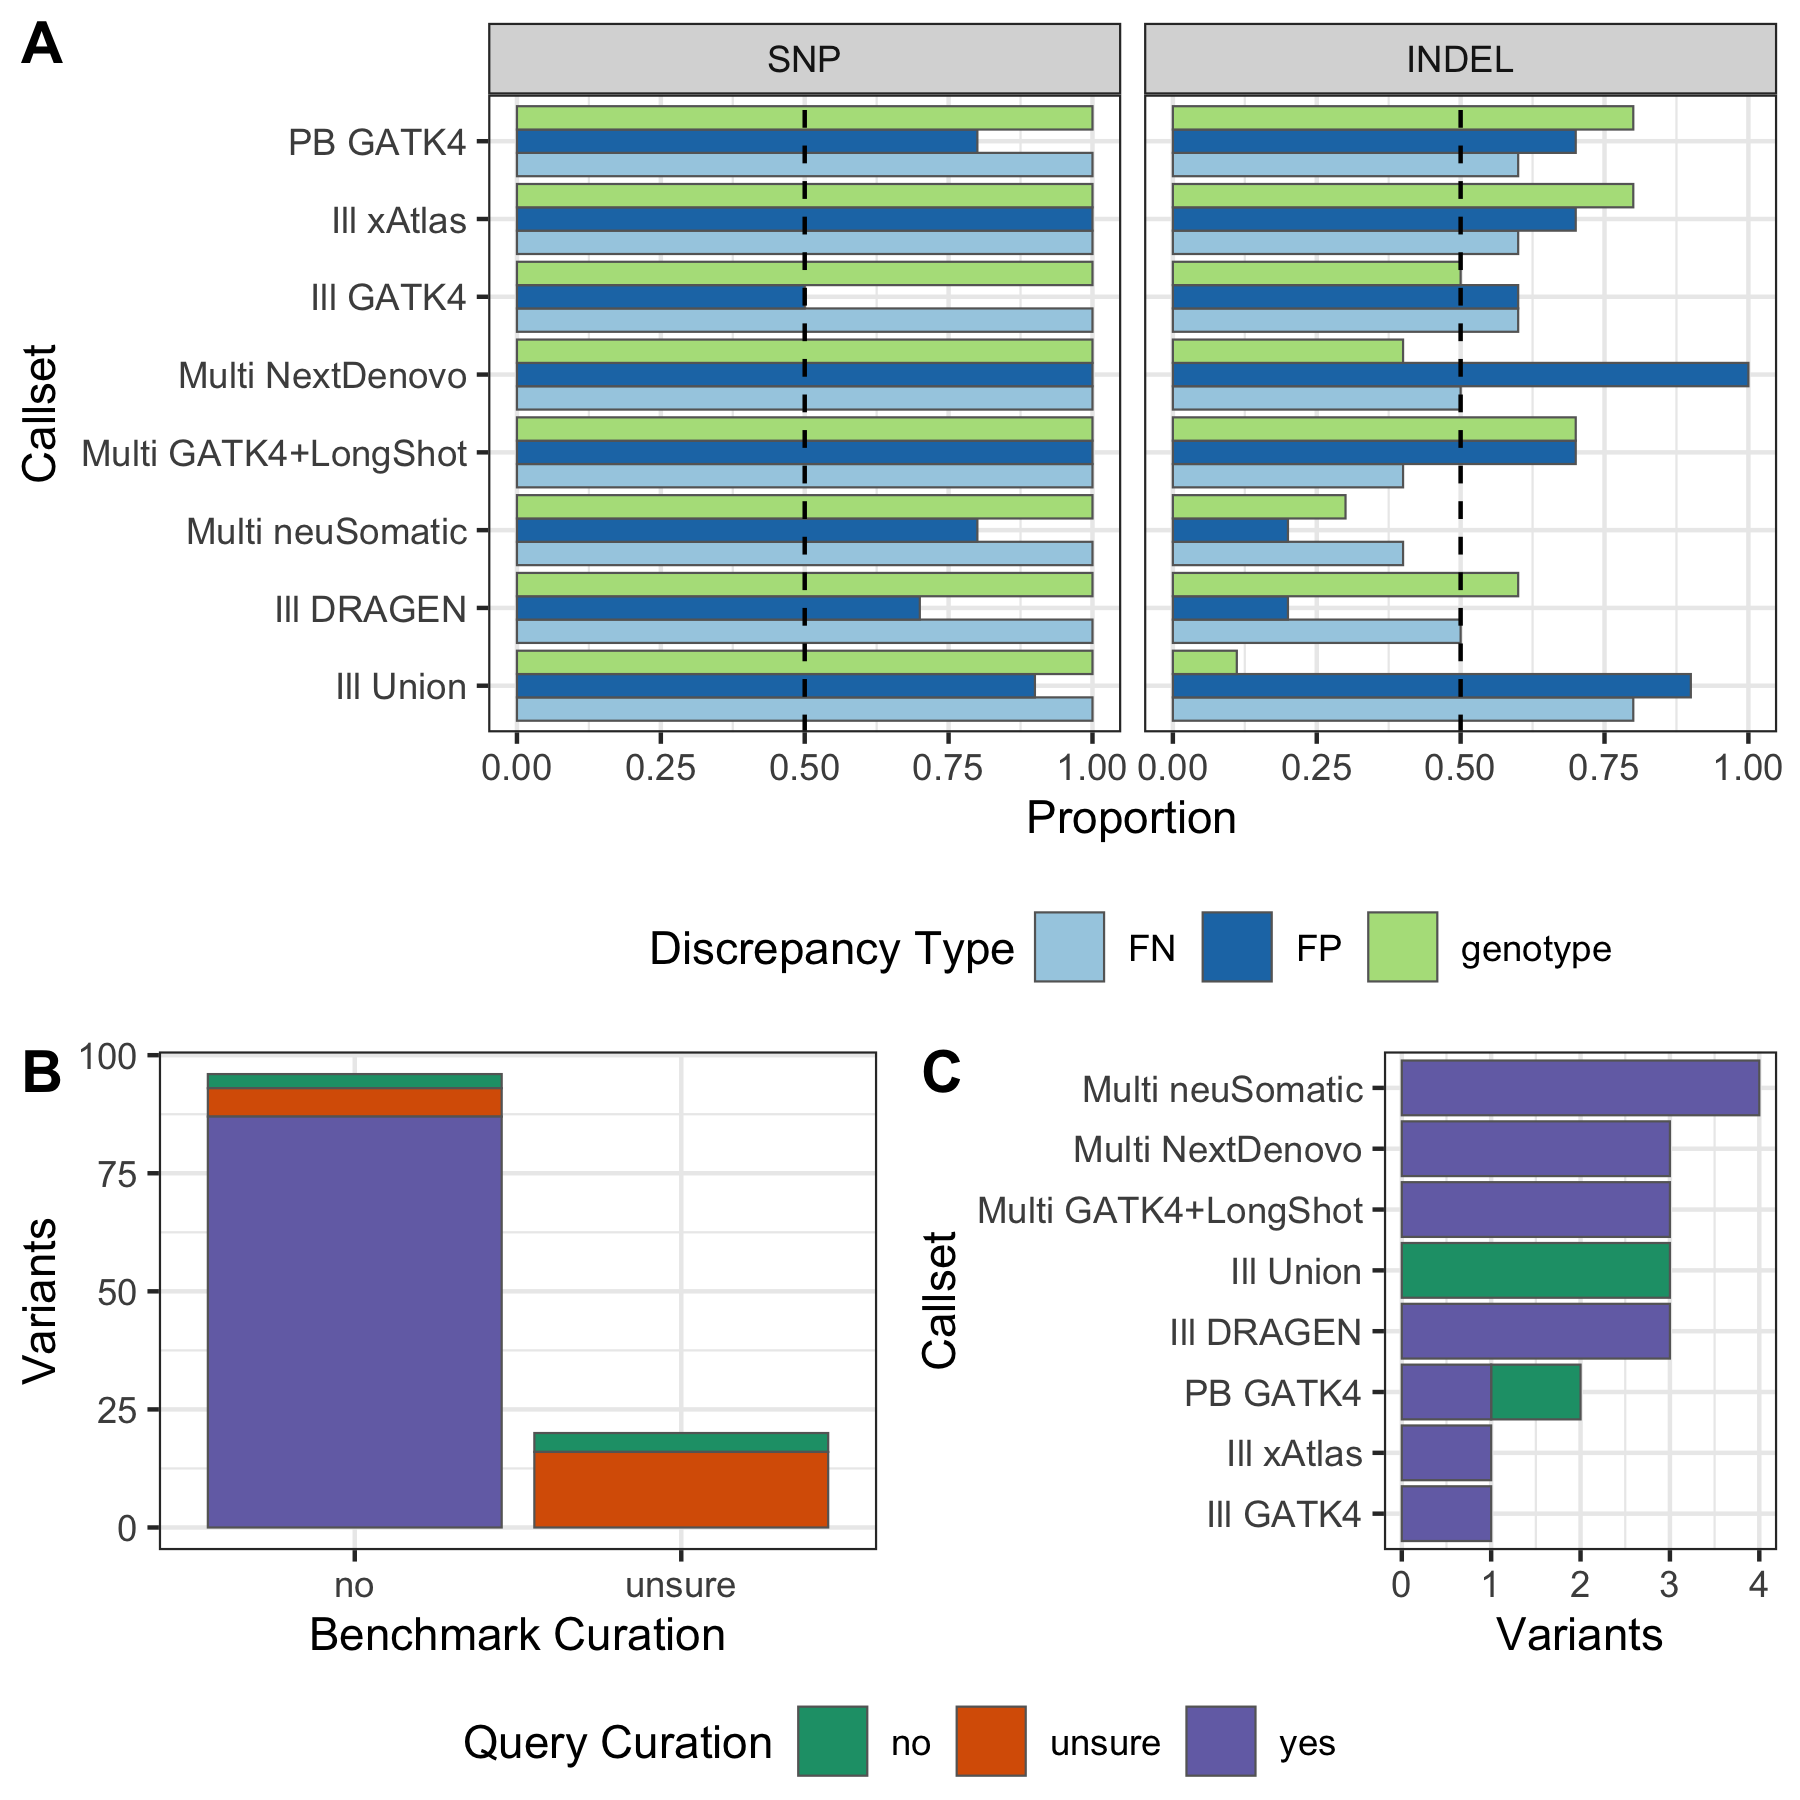 A
SNP
INDEL
PB GATK4
Ill xAtlas
Ill GATK4
Multi NextDenovo
Multi GATK4+LongShot
Multi neuSomatic
Ill DRAGEN
Ill Union
Callset
0.00 0.25 0.50 0.75 1.00
0.00 0.25 0.50 0.75 1.00
Proportion
Discrepancy Type FN FP genotype
B
100
75
50
25
0
Variants
no unsure
Benchmark Curation
C
Multi neuSomatic
Multi NextDenovo
Multi GATK4+LongShot
Ill Union
Ill DRAGEN
PB GATK4
Ill xAtlas
Ill GATK4
Callset
0 1 2 3 4
Variants
Query Curation no unsure yes